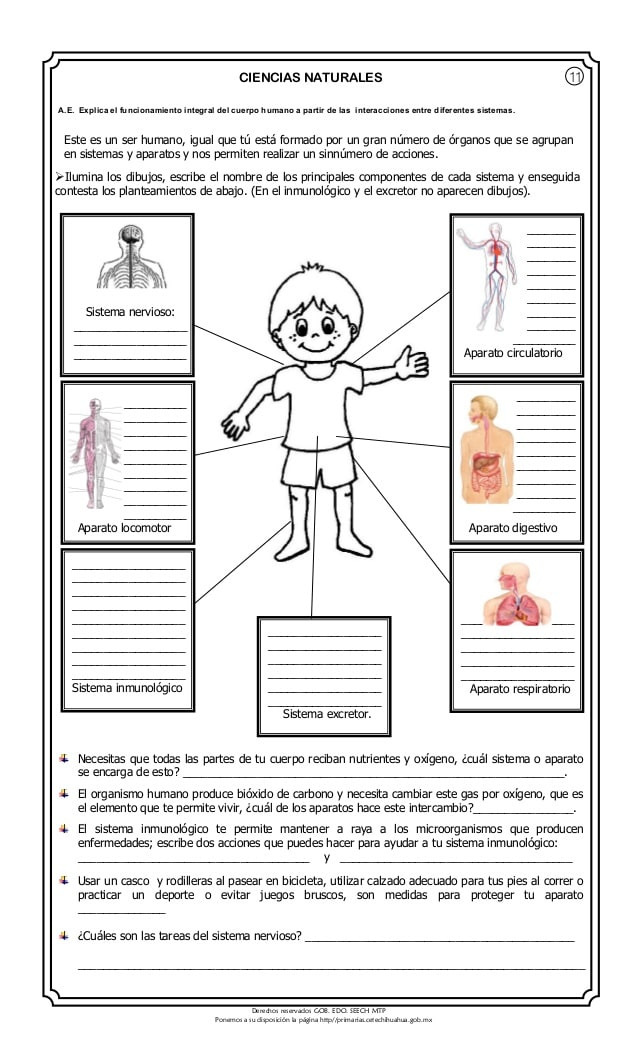 CIENCIAS NATURALES
11
A.E. Explica el funcionamiento integral del cuerpo humano a partir de las interacciones entre diferentes sistemas.
Este es un ser humano, igual que tú está formado por un gran número de órganos que se agrupan
en sistemas y aparatos y nos permiten realizar un sinnúmero de acciones.
➢Ilumina los dibujos, escribe el nombre de los principales componentes de cada sistema y enseguida
contesta los planteamientos de abajo. (En el inmunológico y el excretor no aparecen dibujos).
Sistema nervioso:
Aparato circulatorio
Aparato locomotor
Aparato digestivo
Sistema inmunológico
Sistema excretor.
Aparato respiratorio
Necesitas que todas las partes de tu cuerpo reciban nutrientes y oxígeno, ¿cuál sistema o aparato
se encarga de esto? ______________.
El organismo humano produce bióxido de carbono y necesita cambiar este gas por oxígeno, que es
el elemento que te permite vivir, ¿cuál de los aparatos hace este intercambio?______________.
El sistema inmunológico te permite mantener a raya a los microorganismos que producen
enfermedades; escribe dos acciones que puedes hacer para ayudar a tu sistema inmunológico:
______________ y ______________
Usar un casco y rodilleras al pasear en bicicleta, utilizar calzado adecuado para tus pies al correr o
practicar un deporte o evitar juegos bruscos, son medidas para proteger tu aparato
______________
¿Cuáles son las tareas del sistema nervioso? ______________
Derechos reservados GOB. EDO. SEECH MTP
Ponemos a su disposición la página http//primarias.cetechihuahua.gob.mx